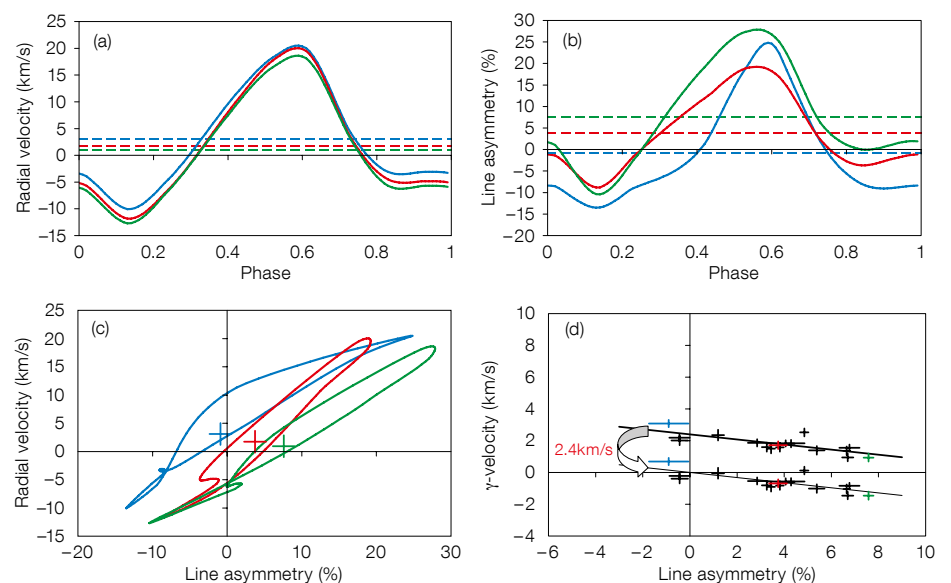 (a)
Radial velocity (km/s)
25
20
15
10
5
0
−5
−10
−15
0 0.2 0.4 0.6 0.8 1
Phase
(b)
Line asymmetry (%)
30
25
20
15
10
5
0
−5
−10
−15
−20
0 0.2 0.4 0.6 0.8 1
Phase
(c)
Radial velocity (km/s)
25
20
15
10
5
0
−5
−10
−15
−20 −10 0 10 20 30
Line asymmetry (%)
(d)
γ-velocity (km/s)
10
8
6
4
2
0
−2
−4
2.4km/s
−6 −4 −2 0 2 4 6 8 10
Line asymmetry (%)